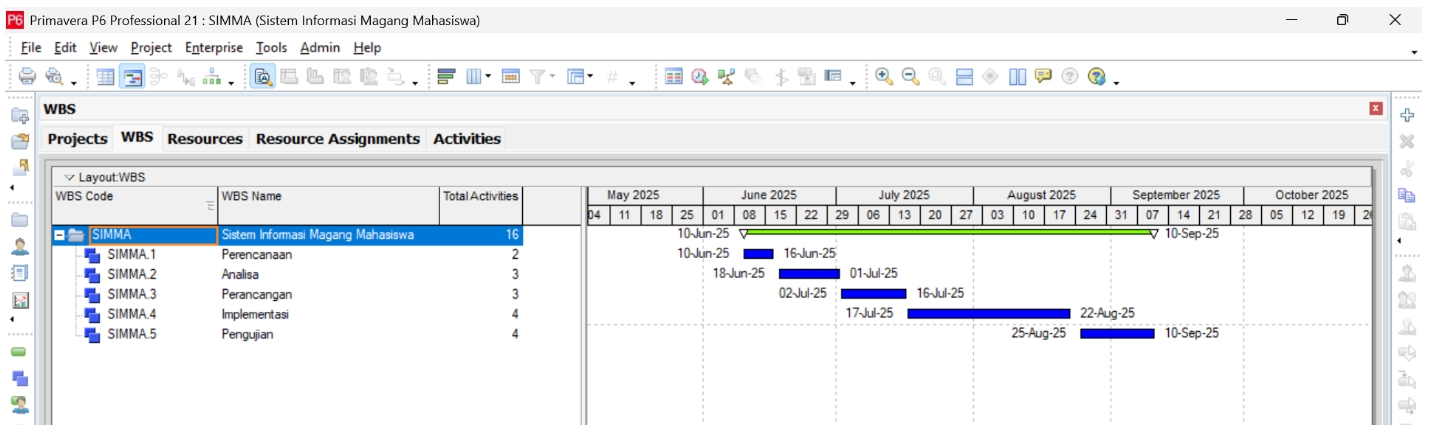 P6 Primavera P6 Professional 21 : SIMMA (Sistem Informasi Magang Mahasiswa)
File Edit View Project Enterprise Tools Admin Help
WBS
Projects WBS Resources Resource Assignments Activities
Layout:WBS
WBS Code WBS Name Total Activities
May 2025 June 2025 July 2025 August 2025 September 2025 October 2025
04 11 18 25 01 08 15 22 29 06 13 20 27 03 10 17 24 31 07 14 21 28 05 12 19
SIMMA Sistem Informasi Magang Mahasiswa 16 10-Jun-25 10-Sep-25
SIMMA.1 Perencanaan 2 10-Jun-25 16-Jun-25
SIMMA.2 Analisa 3 18-Jun-25 01-Jul-25
SIMMA.3 Perancangan 3 02-Jul-25 16-Jul-25
SIMMA.4 Implementasi 4 17-Jul-25 22-Aug-25
SIMMA.5 Pengujian 4 25-Aug-25 10-Sep-25